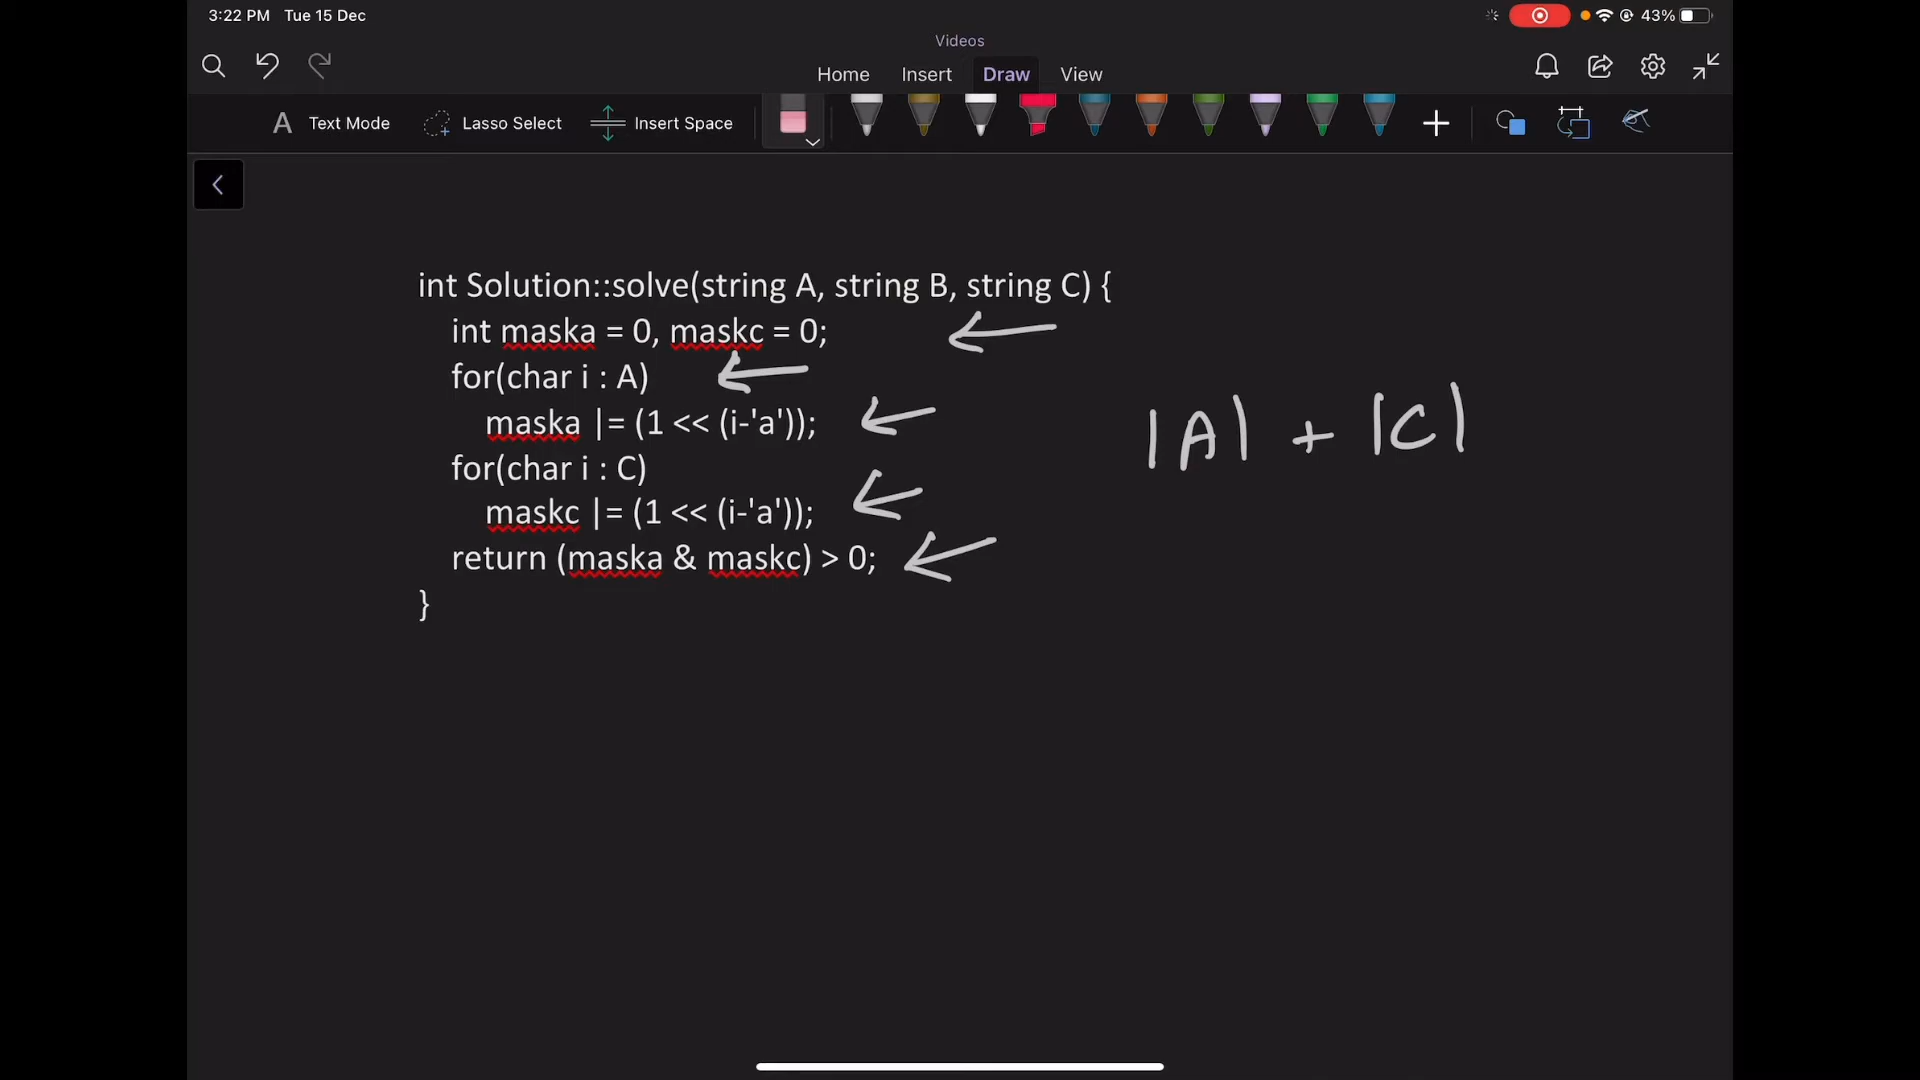 3:22 PM Tue 15 Dec 43%
Videos
Home Insert Draw View
A Text Mode Lasso Select Insert Space
int Solution::solve(string A, string B, string C) {
int maska = 0, maskc = 0;
for(char i : A)
maska |= (1 << (i-'a'));
|A| + |C|
for(char i : C)
maskc |= (1 << (i-'a'));
return (maska & maskc) > 0;
}